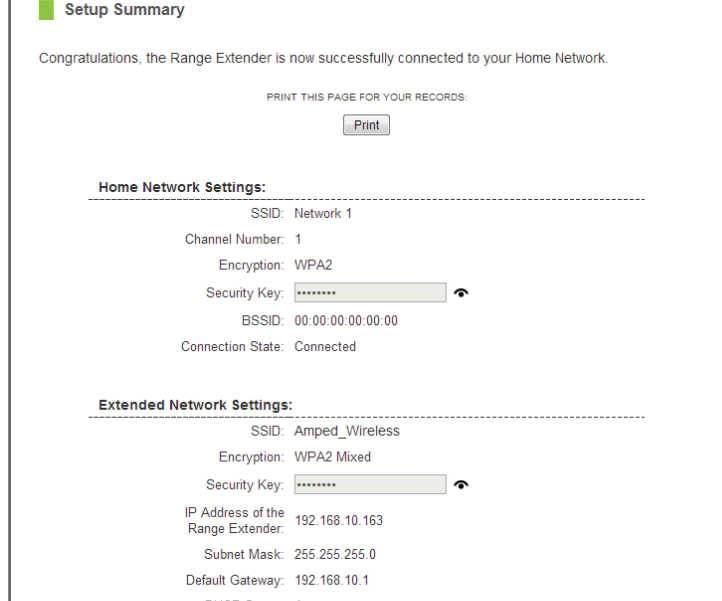 Setup Summary
Congratulations, the Range Extender is now successfully connected to your Home Network.
PRINT THIS PAGE FOR YOUR RECORDS:
Print
Home Network Settings:
SSID: Network 1
Channel Number: 1
Encryption: WPA2
Security Key: ••••••••
BSSID: 00:00:00:00:00:00
Connection State: Connected
Extended Network Settings:
SSID: Amped_Wireless
Encryption: WPA2 Mixed
Security Key: ••••••••
IP Address of the
Range Extender: 192.168.10.163
Subnet Mask: 255.255.255.0
Default Gateway: 192.168.10.1